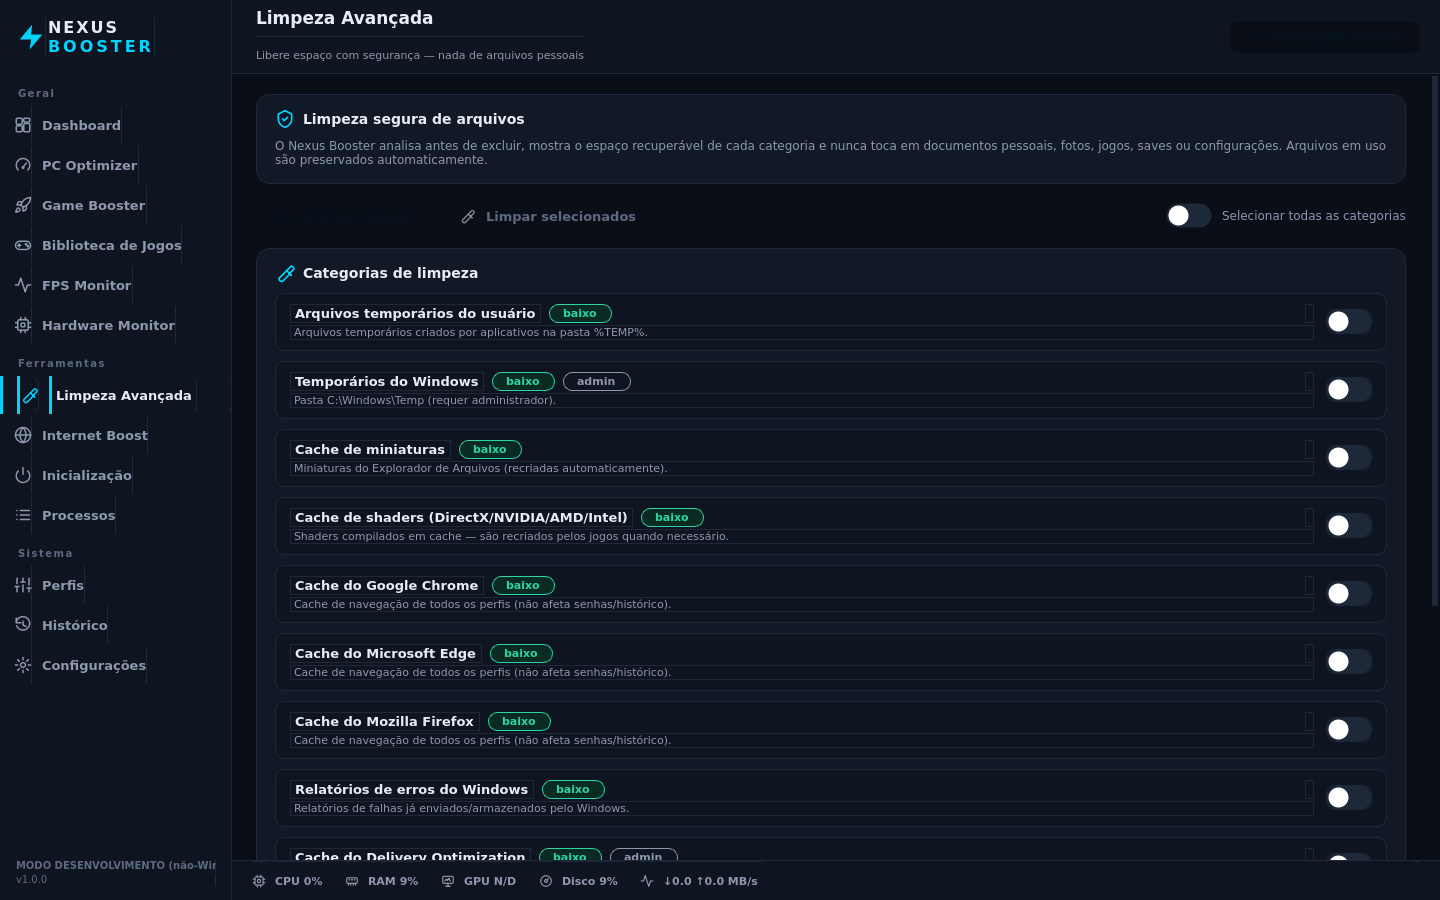 NEXUS
BOOSTER
Geral
Dashboard
PC Optimizer
Game Booster
Biblioteca de Jogos
FPS Monitor
Hardware Monitor
Ferramentas
Limpeza Avançada
Internet Boost
Inicialização
Processos
Sistema
Perfis
Histórico
Configurações
MODO DESENVOLVIMENTO
v1.0.0
Limpeza Avançada
Libere espaço com segurança — nada de arquivos pessoais
Limpeza segura de arquivos
O Nexus Booster analisa antes de excluir, mostra o espaço recuperável de cada categoria e nunca toca em documentos pessoais, fotos, jogos, saves ou configurações. Arquivos em uso
são preservados automaticamente.
Limpar selecionados
Selecionar todas as categorias
Categorias de limpeza
Arquivos temporários do usuário baixo
Arquivos temporários criados por aplicativos na pasta %TEMP%.
Temporários do Windows baixo admin
Pasta C:\Windows\Temp (requer administrador).
Cache de miniaturas baixo
Miniaturas do Explorador de Arquivos (recriadas automaticamente).
Cache de shaders (DirectX/NVIDIA/AMD/Intel) baixo
Shaders compilados em cache — são recriados pelos jogos quando necessário.
Cache do Google Chrome baixo
Cache de navegação de todos os perfis (não afeta senhas/histórico).
Cache do Microsoft Edge baixo
Cache de navegação de todos os perfis (não afeta senhas/histórico).
Cache do Mozilla Firefox baixo
Cache de navegação de todos os perfis (não afeta senhas/histórico).
Relatórios de erros do Windows baixo
Relatórios de falhas já enviados/armazenados pelo Windows.
Cache do Delivery Optimization baixo admin
CPU 0% RAM 9% GPU N/D Disco 9% ↓0.0 ↑0.0 MB/s